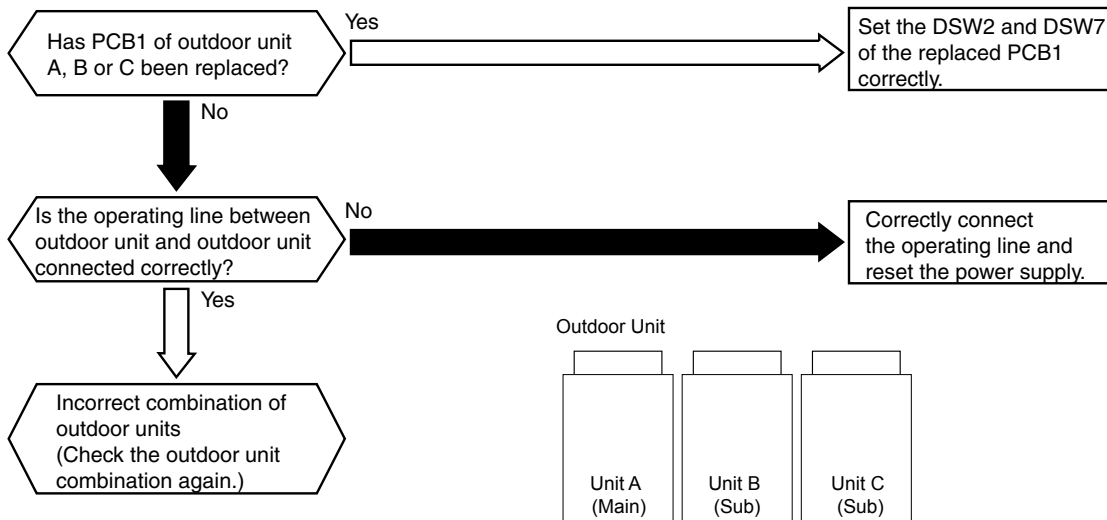 Has PCB1 of outdoor unit
A, B or C been replaced?
Yes
Set the DSW2 and DSW7
of the replaced PCB1
correctly.
No
Is the operating line between
outdoor unit and outdoor unit
connected correctly?
No
Correctly connect
the operating line and
reset the power supply.
Yes
Incorrect combination of
outdoor units
(Check the outdoor unit
combination again.)
Outdoor Unit
Unit A
(Main)
Unit B
(Sub)
Unit C
(Sub)